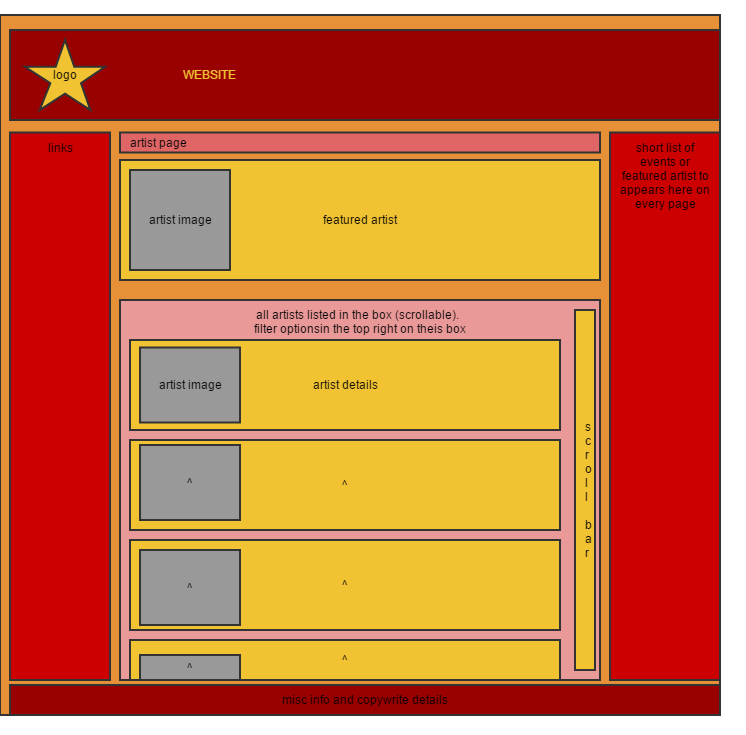 logo
WEBSITE
links
artist page
short list of
events or
featured artist to
appears here on
every page
artist image
featured artist
all artists listed in the box (scrollable).
filter optionsin the top right on theis box
artist image
artist details
^
^
^
^
^
^
s
c
r
o
l
l
b
a
r
misc info and copywrite details